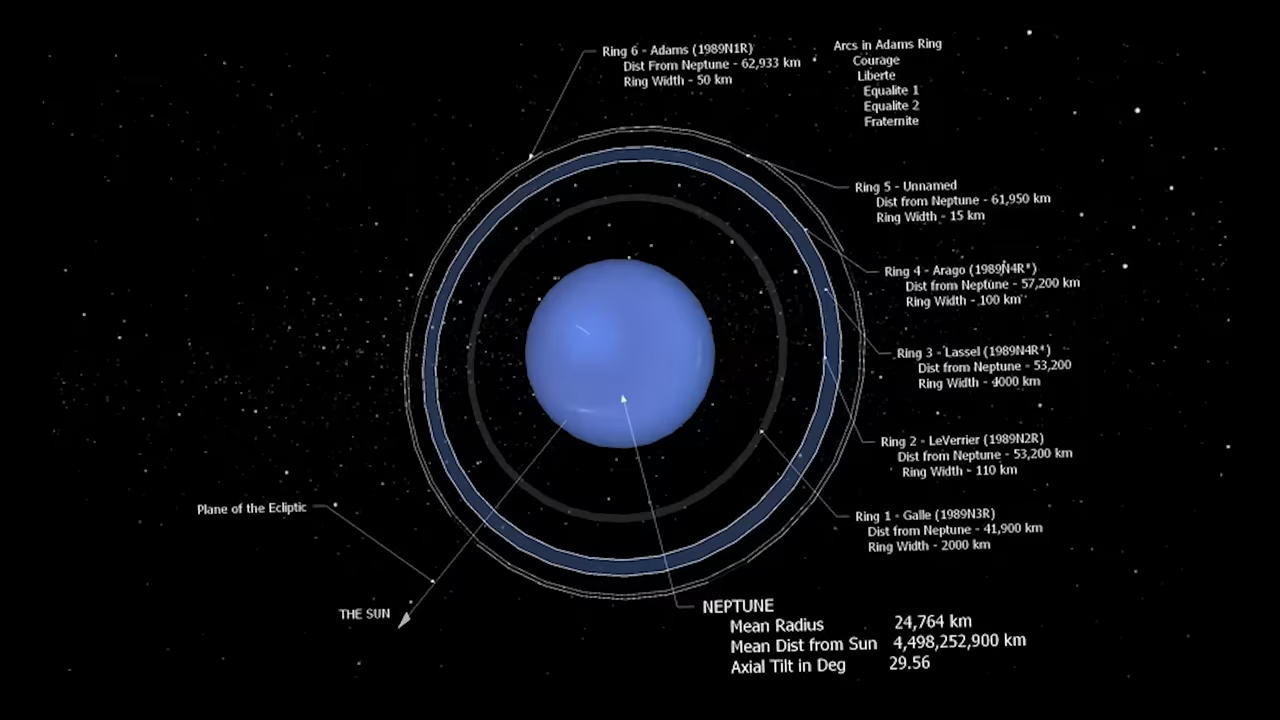 Ring 6 - Adams (1989N1R)
Dist From Neptune - 62,933 km
Ring Width - 50 km
Arcs in Adams Ring
Courage
Liberte
Equalite 1
Equalite 2
Fraternite
Ring 5 - Unnamed
Dist from Neptune - 61,950 km
Ring Width - 15 km
Ring 4 - Arago (1989N4R*)
Dist from Neptune - 57,200 km
Ring Width - 100 km
Ring 3 - Lassel (1989N4R*)
Dist from Neptune - 53,200
Ring Width - 4000 km
Ring 2 - LeVerrier (1989N2R)
Dist from Neptune - 53,200 km
Ring Width - 110 km
Ring 1 - Galle (1989N3R)
Dist from Neptune - 41,900 km
Ring Width - 2000 km
Plane of the Ecliptic
THE SUN
NEPTUNE
Mean Radius 24,764 km
Mean Dist from Sun 4,498,252,900 km
Axial Tilt in Deg 29.56